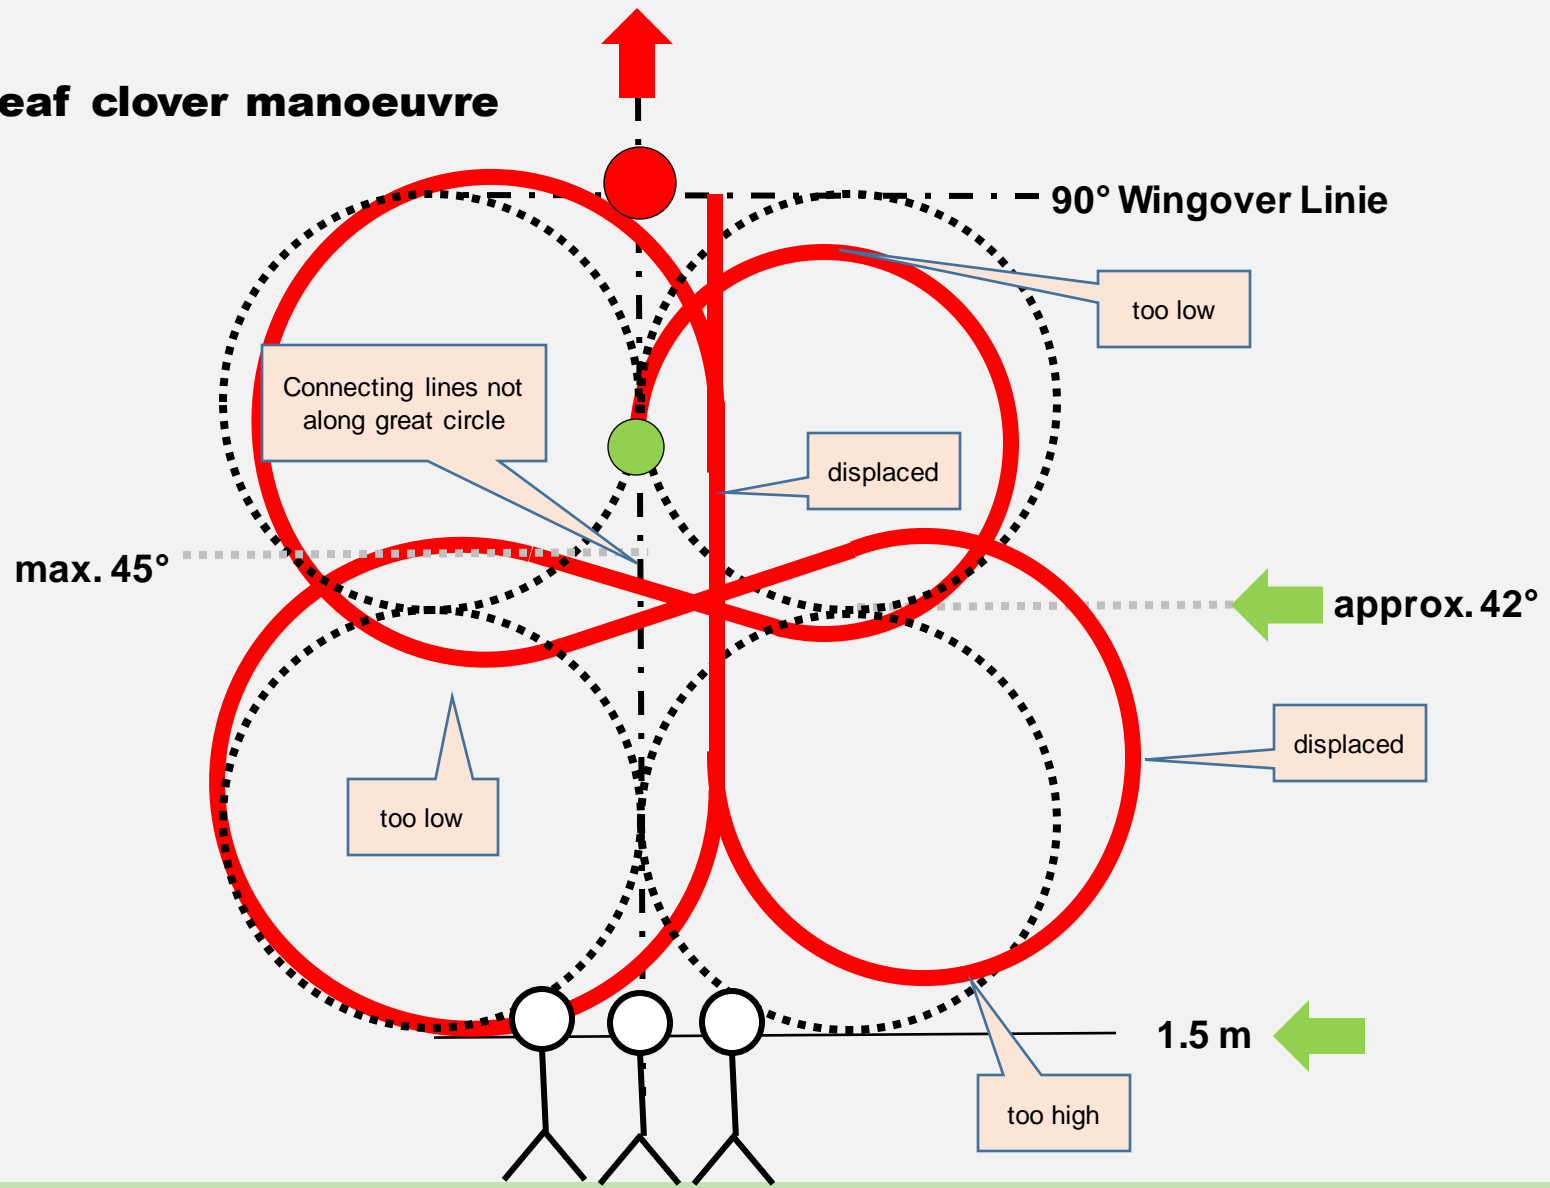 eaf clover manoeuvre
90° Wingover Linie
too low
Connecting lines not
along great circle
displaced
max. 45°
approx. 42°
displaced
too low
1.5 m
too high